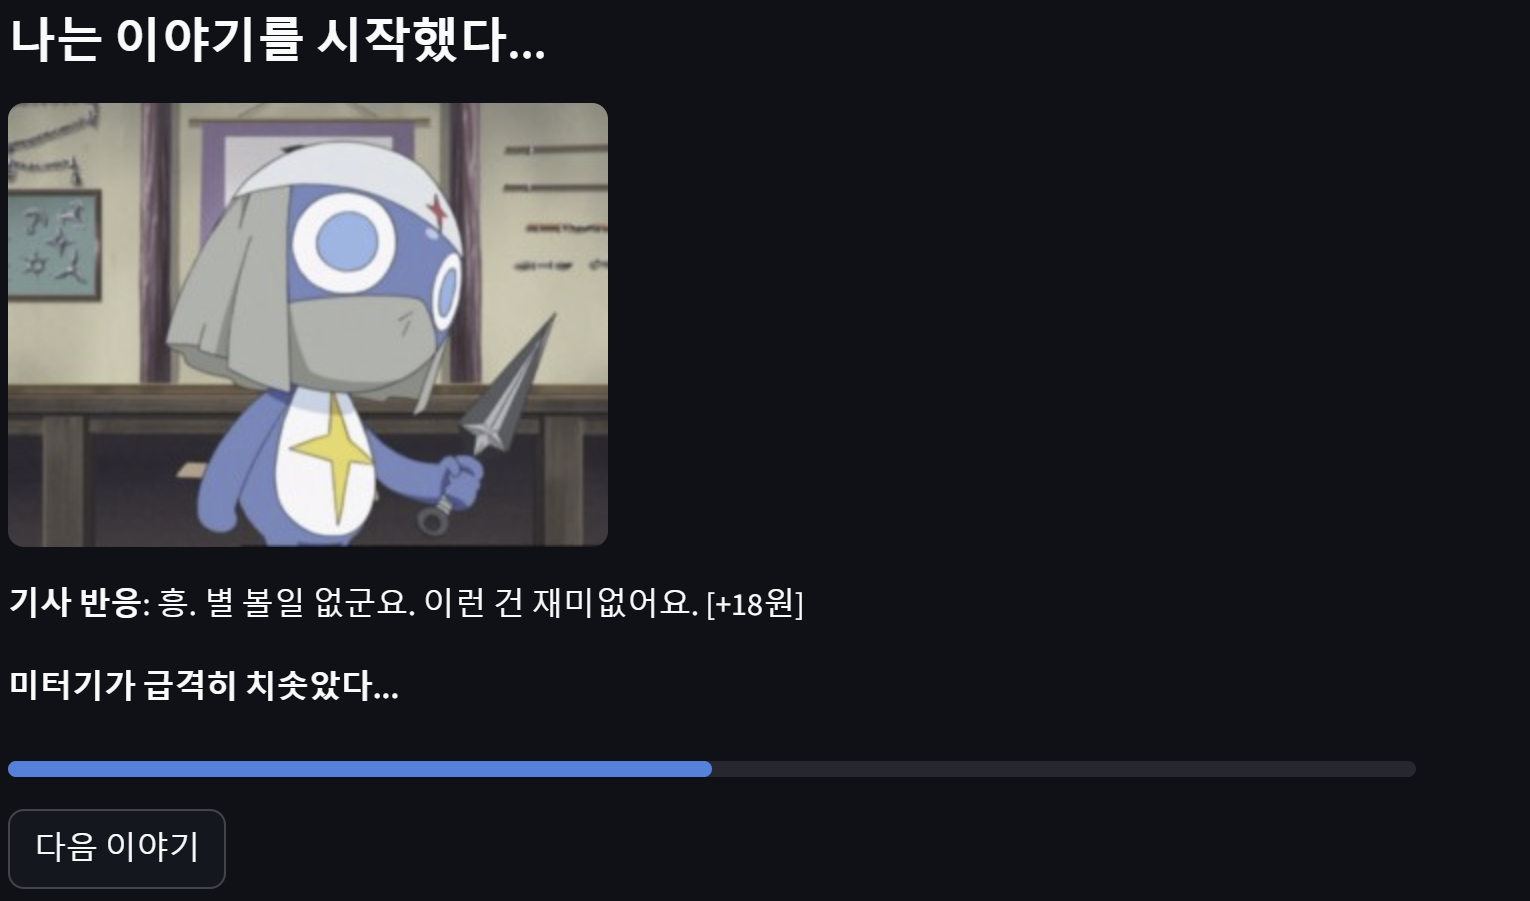 나는 이야기를 시작했다...
기사 반응: 흥. 별 볼일 없군요. 이런 건 재미없어요. [+18원]
미터기가 급격히 치솟았다...
다음 이야기